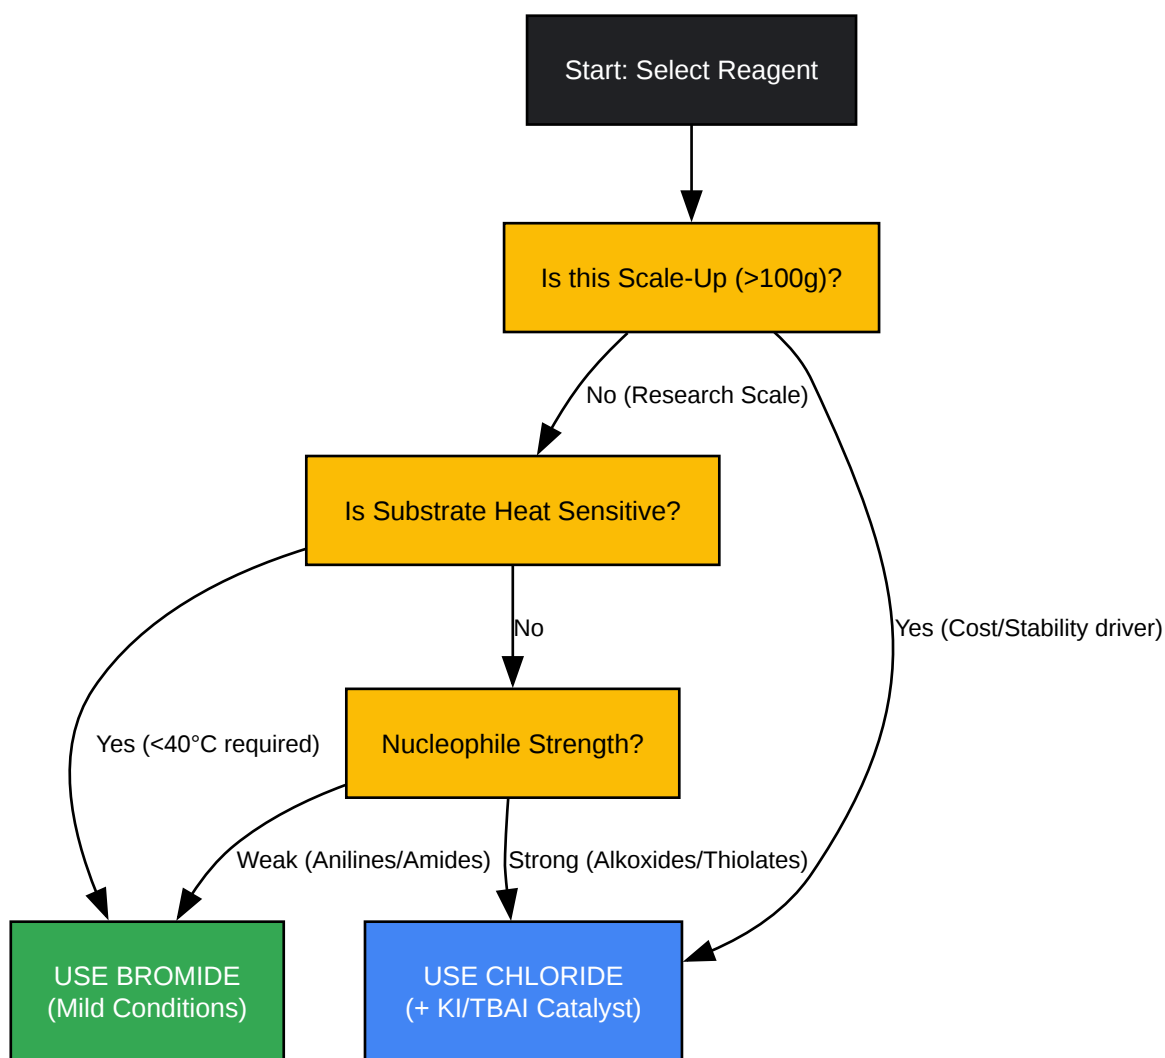 Start: Select Reagent
Is this Scale-Up (>100g)?
No (Research Scale)
Is Substrate Heat Sensitive?
No
Yes (Cost/Stability driver)
Yes (<40°C required)
Nucleophile Strength?
Weak (Anilines/Amides)
Strong (Alkoxides/Thiolates)
USE BROMIDE
(Mild Conditions)
USE CHLORIDE
(+ KI/TBAI Catalyst)